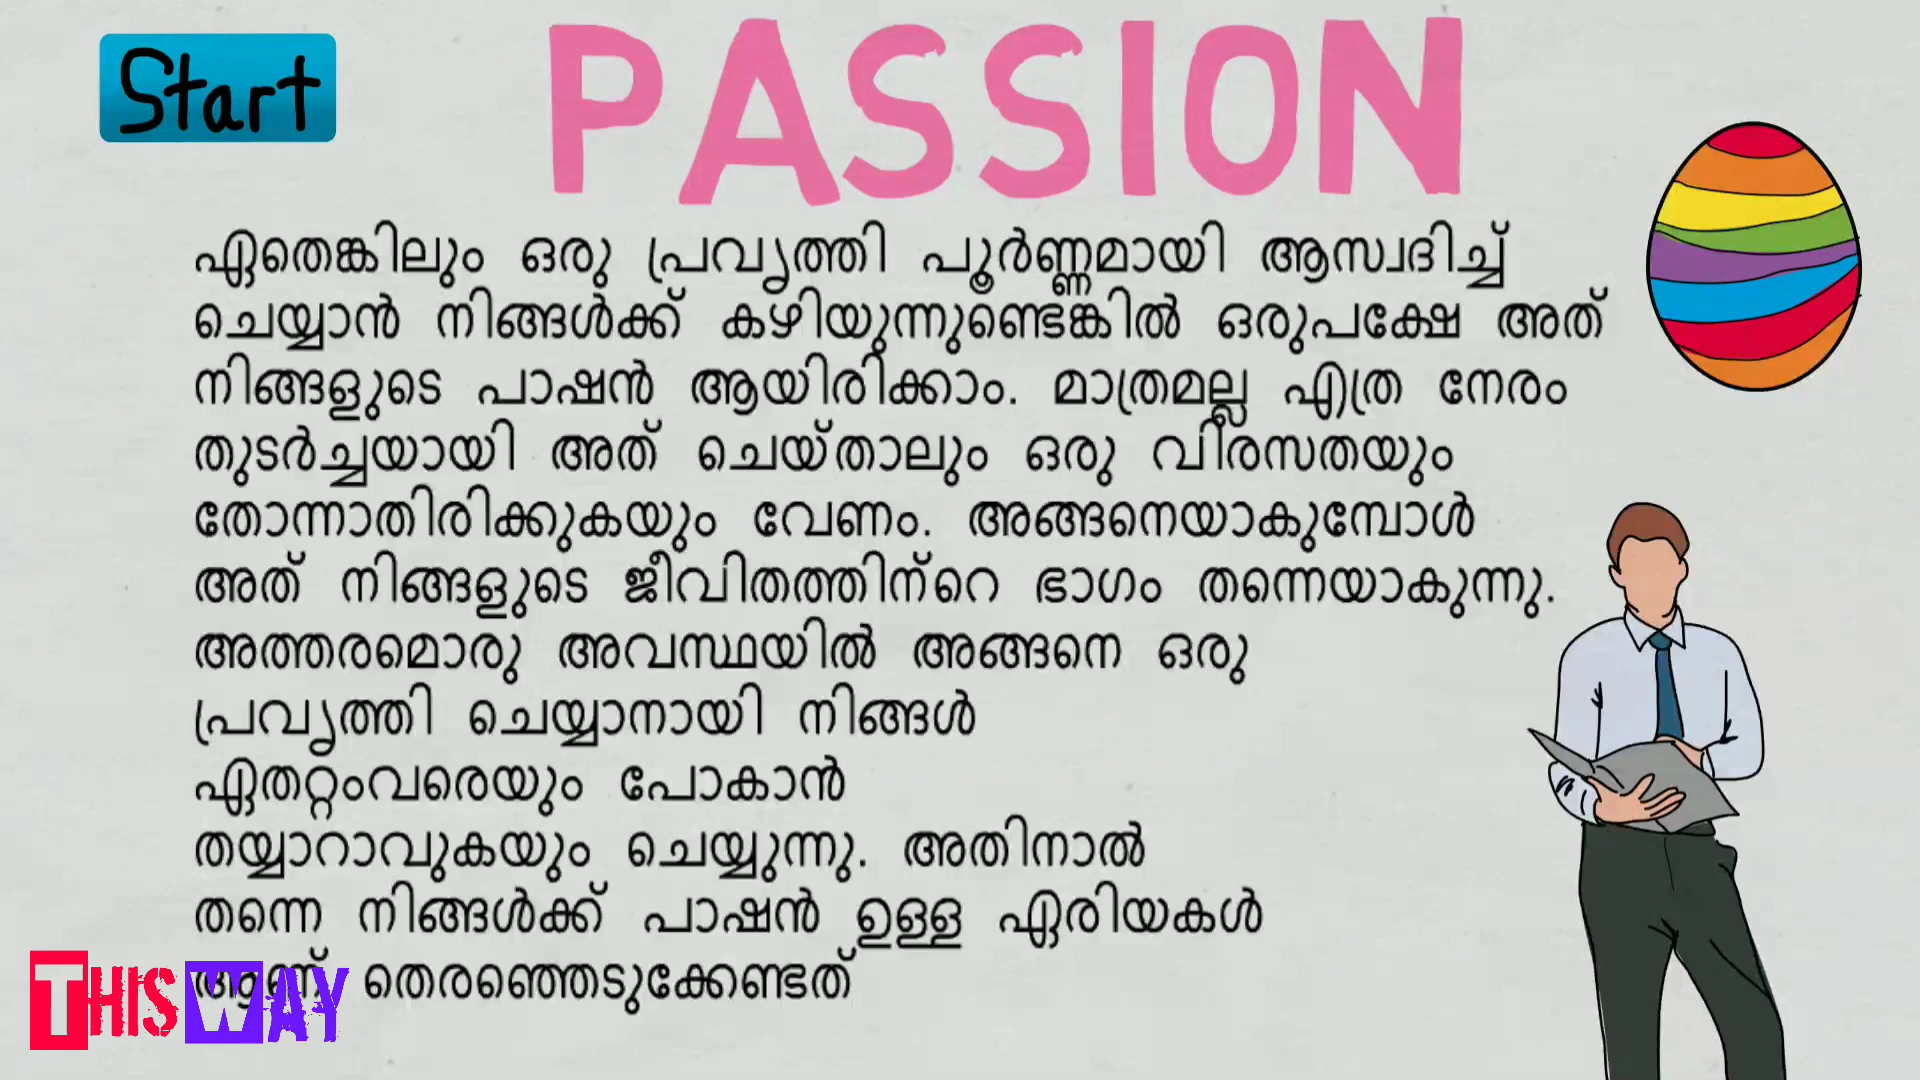 Start
PASSION
ഏതെങ്കിലും ഒരു പ്രവൃത്തി പൂർണ്ണമായി ആസ്വദിച്ച്
ചെയ്യാൻ നിങ്ങൾക്ക് കഴിയുന്നുണ്ടെങ്കിൽ ഒരുപക്ഷേ അത്
നിങ്ങളുടെ പാഷൻ ആയിരിക്കാം. മാത്രമല്ല എത്ര നേരം
തുടർച്ചയായി അത് ചെയ്താലും ഒരു വിരസതയും
തോന്നാതിരിക്കുകയും വേണം. അങ്ങനെയാകുമ്പോൾ
അത് നിങ്ങളുടെ ജീവിതത്തിന്റെ ഭാഗം തന്നെയാകുന്നു.
അത്തരമൊരു അവസ്ഥയിൽ അങ്ങനെ ഒരു
പ്രവൃത്തി ചെയ്യാനായി നിങ്ങൾ
ഏതറ്റംവരെയും പോകാൻ
തയ്യാറാവുകയും ചെയ്യുന്നു. അതിനാൽ
തന്നെ നിങ്ങൾക്ക് പാഷൻ ഉള്ള ഏരിയകൾ
ആണ് തെരഞ്ഞെടുക്കേണ്ടത്
THIS WAY